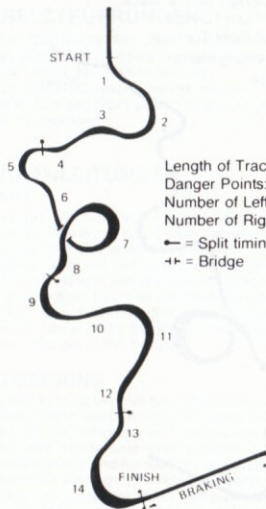 START
1
2
3
4
5
6
7
8
9
10
11
12
13
14
FINISH
BRAKING
Length of Trac
Danger Points:
Number of Left
Number of Rig
= Split timin
= Bridge